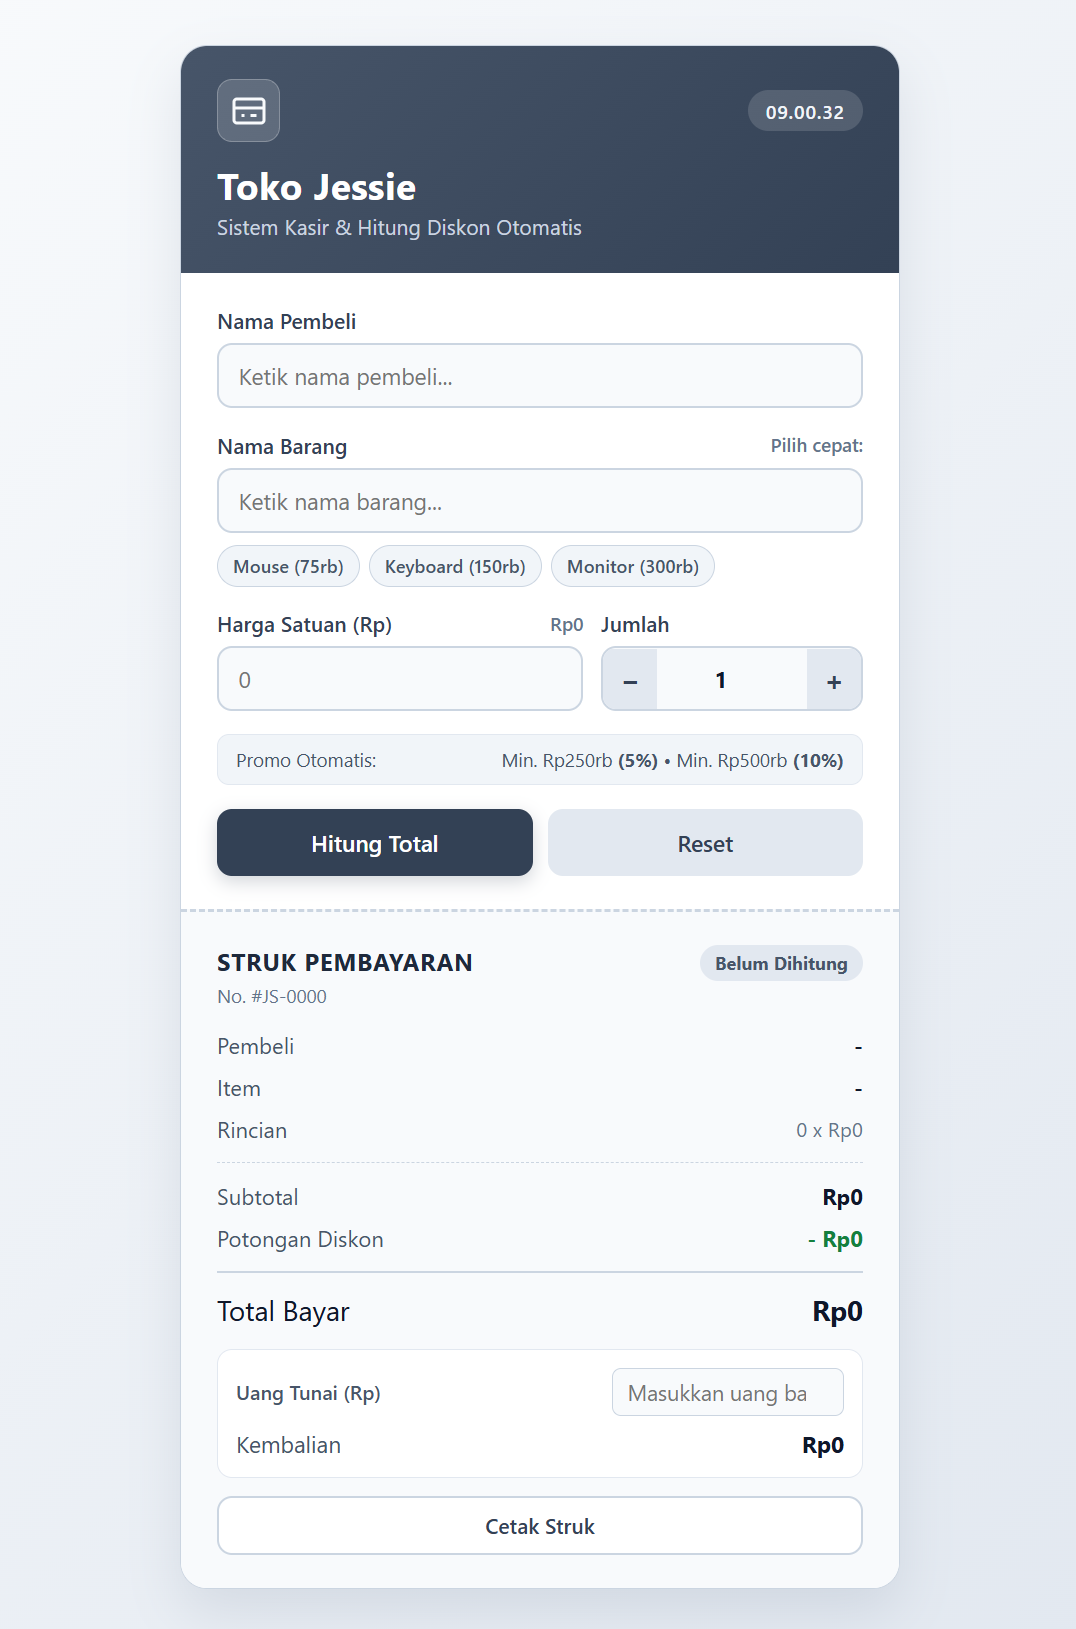 09.00.32
Toko Jessie
Sistem Kasir & Hitung Diskon Otomatis
Nama Pembeli
Ketik nama pembeli...
Nama Barang
Pilih cepat:
Ketik nama barang...
Mouse (75rb)
Keyboard (150rb)
Monitor (300rb)
Harga Satuan (Rp)
Rp0
Jumlah
0
−
1
+
Promo Otomatis:
Min. Rp250rb (5%) • Min. Rp500rb (10%)
Hitung Total
Reset
STRUK PEMBAYARAN
Belum Dihitung
No. #JS-0000
Pembeli
-
Item
-
Rincian
0 x Rp0
Subtotal
Rp0
Potongan Diskon
- Rp0
Total Bayar
Rp0
Uang Tunai (Rp)
Masukkan uang ba
Kembalian
Rp0
Cetak Struk